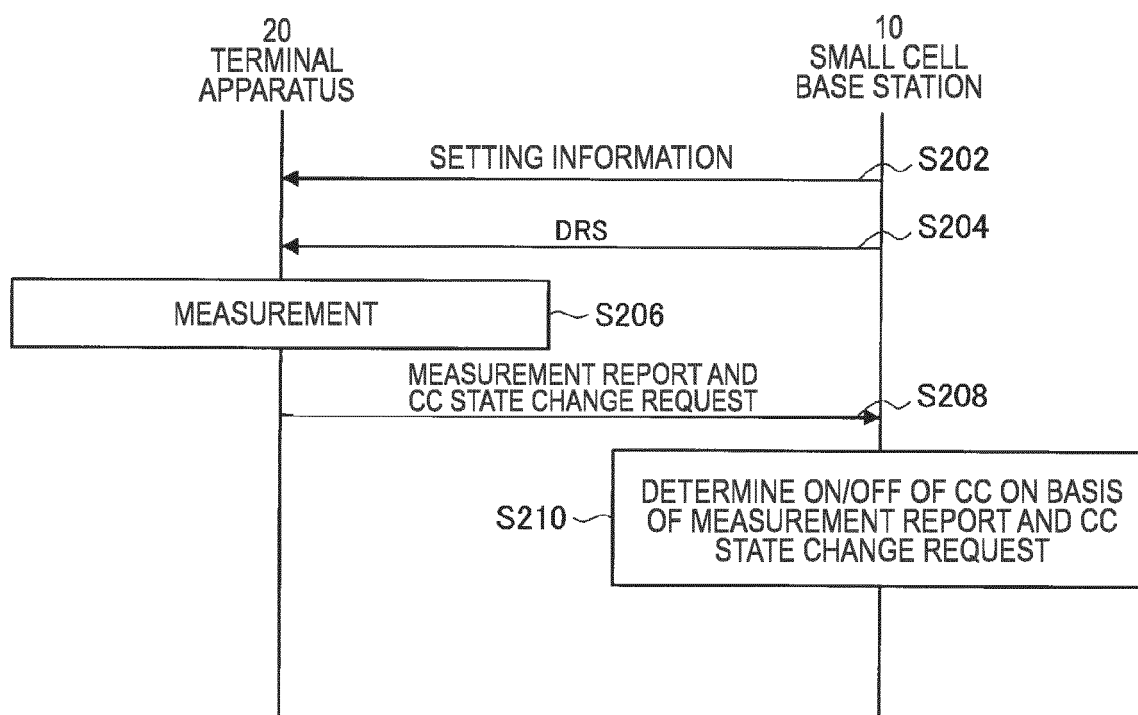 20
TERMINAL
APPARATUS
10
SMALL CELL
BASE STATION
SETTING INFORMATION
S202
DRS
S204
MEASUREMENT
S206
MEASUREMENT REPORT AND
CC STATE CHANGE REQUEST
S208
DETERMINE ON/OFF OF CC ON BASIS
OF MEASUREMENT REPORT AND CC
STATE CHANGE REQUEST
S210